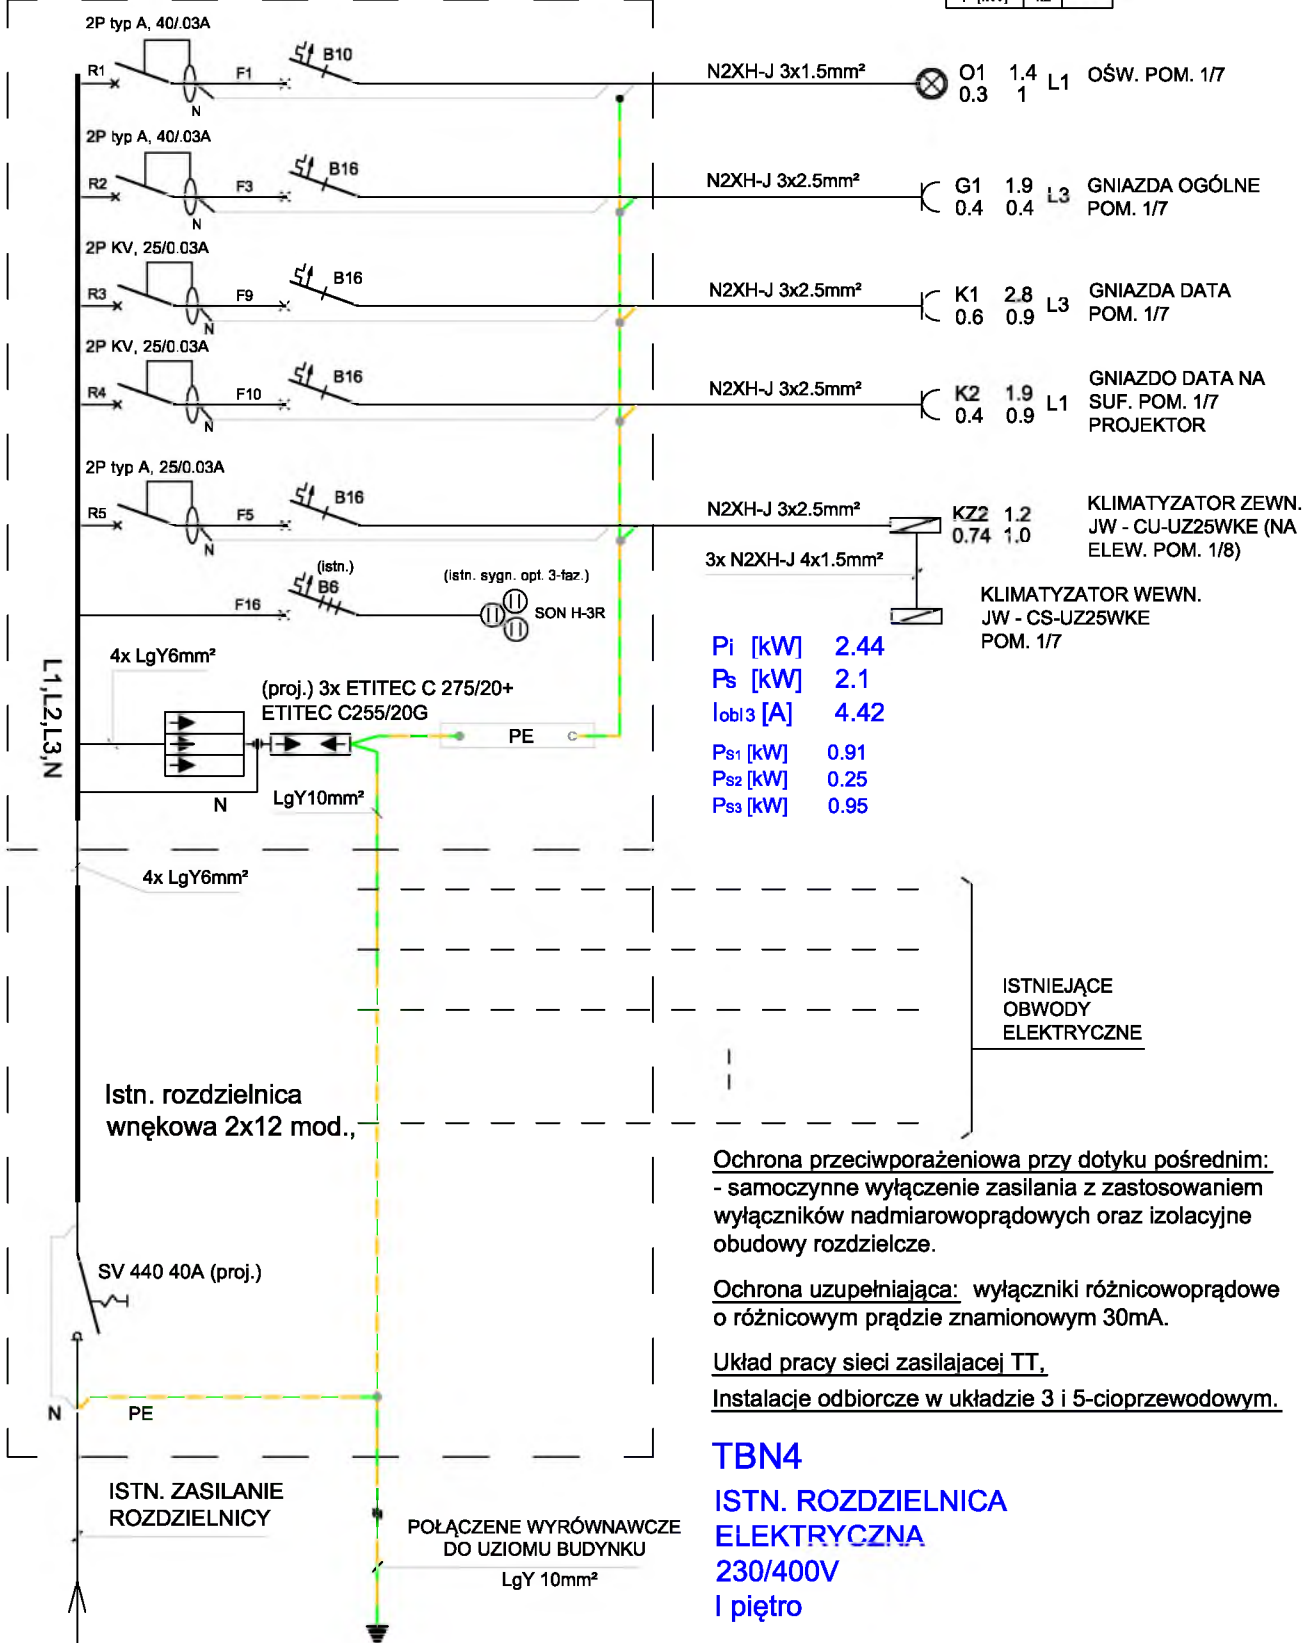 2P typ A, 40/.03A
R1
F1
B10
N
N2XH-J 3x1.5mm²
O1 1.4 L1
0.3 1
OŚW. POM. 1/7
2P typ A, 40/.03A
R2
F3
B16
N
N2XH-J 3x2.5mm²
G1 1.9 L3
0.4 0.4
GNIAZDA OGÓLNE
POM. 1/7
2P KV, 25/0.03A
R3
F9
B16
N
N2XH-J 3x2.5mm²
K1 2.8 L3
0.6 0.9
GNIAZDA DATA
POM. 1/7
2P KV, 25/0.03A
R4
F10
B16
N
N2XH-J 3x2.5mm²
K2 1.9 L1
0.4 0.9
GNIAZDO DATA NA
SUF. POM. 1/7
PROJEKTOR
2P typ A, 25/0.03A
R5
F5
B16
N
N2XH-J 3x2.5mm²
KZ2 1.2
0.74 1.0
KLIMATYZATOR ZEWN.
JW - CU-UZ25WKE (NA
ELEW. POM. 1/8)
3x N2XH-J 4x1.5mm²
KLIMATYZATOR WEWN.
JW - CS-UZ25WKE
POM. 1/7
F16
(istn.)
B6
(istn. sygn. opt. 3-faz.)
SON H-3R
L1,L2,L3,N
4x LgY6mm²
(proj.) 3x ETITEC C 275/20+
ETITEC C255/20G
PE
N
LgY10mm²
Pi [kW] 2.44
Ps [kW] 2.1
Iobl3 [A] 4.42
Ps1 [kW] 0.91
Ps2 [kW] 0.25
Ps3 [kW] 0.95
4x LgY6mm²
ISTNIEJĄCE
OBWODY
ELEKTRYCZNE
Istn. rozdzielnica
wnękowa 2x12 mod.,
Ochrona przeciwporażeniowa przy dotyku pośrednim:
- samoczynne wyłączenie zasilania z zastosowaniem
wyłączników nadmiarowoprądowych oraz izolacyjne
obudowy rozdzielcze.
Ochrona uzupełniająca: wyłączniki różnicowoprądowe
o różnicowym prądzie znamionowym 30mA.
Układ pracy sieci zasilajacej TT,
Instalacje odbiorcze w układzie 3 i 5-cioprzewodowym.
SV 440 40A (proj.)
N
PE
ISTN. ZASILANIE
ROZDZIELNICY
POŁĄCZENE WYRÓWNAWCZE
DO UZIOMU BUDYNKU
LgY 10mm²
TBN4
ISTN. ROZDZIELNICA
ELEKTRYCZNA
230/400V
I piętro